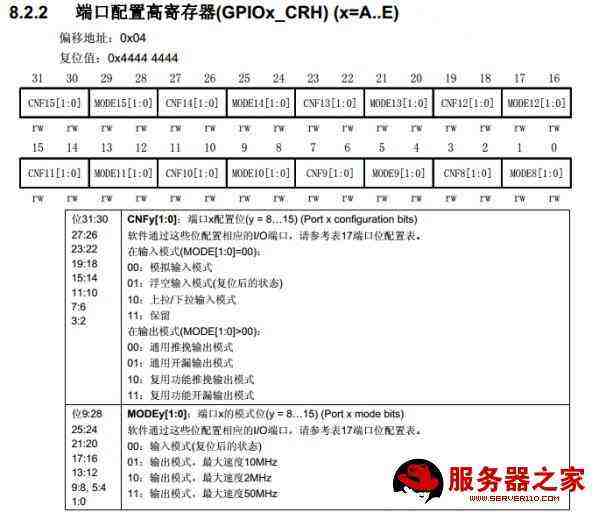 8.2.2 端口配置高寄存器(GPIOx_CRH) (x=A..E)
偏移地址：0x04
复位值：0x4444 4444
31 30 29 28 27 26 25 24 23 22 21 20 19 18 17 16
CNF15[1:0] MODE15[1:0] CNF14[1:0] MODE14[1:0] CNF13[1:0] MODE13[1:0] CNF12[1:0] MODE12[1:0]
rw rw rw rw rw rw rw rw rw rw rw rw rw rw rw rw
15 14 13 12 11 10 9 8 7 6 5 4 3 2 1 0
CNF11[1:0] MODE11[1:0] CNF10[1:0] MODE10[1:0] CNF9[1:0] MODE9[1:0] CNF8[1:0] MODE8[1:0]
rw rw rw rw rw rw rw rw rw rw rw rw rw rw rw rw
位31:30 CNFy[1:0]：端口x配置位(y = 8…15) (Port x configuration bits)
27:26 软件通过这些位配置相应的I/O端口，请参考表17端口位配置表。
23:22 在输入模式(MODE[1:0]=00)：
19:18 00：模拟输入模式
15:14 01：浮空输入模式(复位后的状态)
11:10 10：上拉/下拉输入模式
7:6 11：保留
3:2 在输出模式(MODE[1:0]>00)：
00：通用推挽输出模式
01：通用开漏输出模式
10：复用功能推挽输出模式
11：复用功能开漏输出模式
位9:28 MODEy[1:0]：端口x的模式位(y = 8…15) (Port x mode bits)
25:24 软件通过这些位配置相应的I/O端口，请参考表17端口位配置表。
21:20 00：输入模式(复位后的状态)
17:16 01：输出模式，最大速度10MHz
13:12 10：输出模式，最大速度2MHz
9:8, 5:4 11：输出模式，最大速度50MHz
1:0
服务器之家
www.server110.com